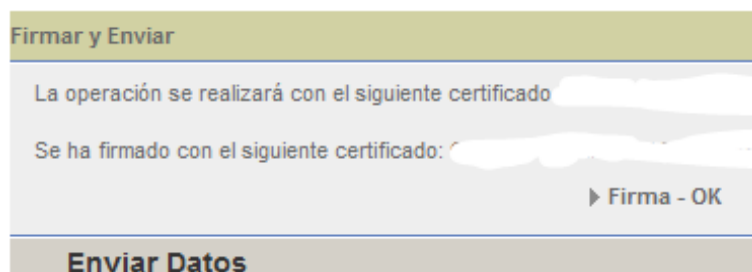 Firmar y Enviar
La operación se realizará con el siguiente certificado
Se ha firmado con el siguiente certificado:
Firma - OK
Enviar Datos